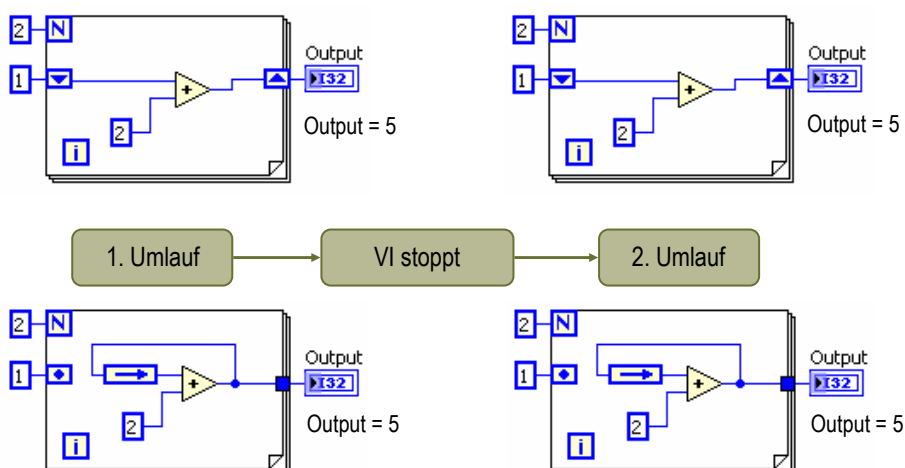 2 N
Output
1 I32
2
i
Output = 5
2 N
Output
1 I32
2
i
Output = 5
1. Umlauf
VI stoppt
2. Umlauf
2 N
Output
1 I32
2
i
Output = 5
2 N
Output
1 I32
2
i
Output = 5